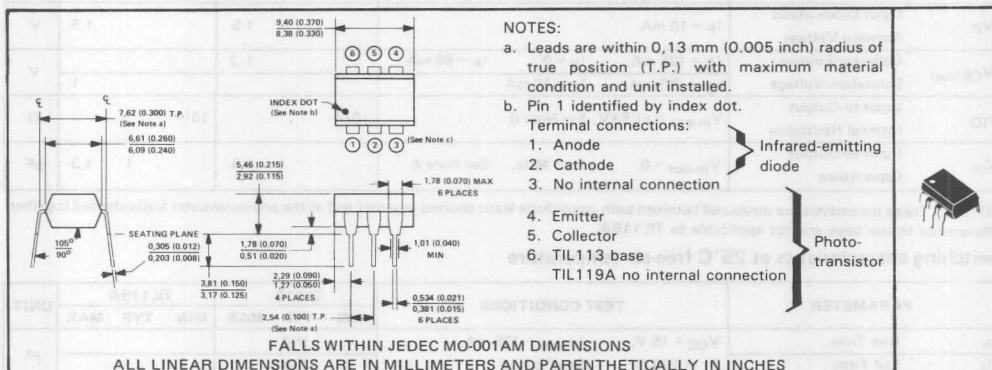 9,40 (0.370)
8,38 (0.330)
6 5 4
INDEX DOT
(See Note b)
1 2 3 (See Note c)
℄ ℄
7,62 (0.300) T.P.
(See Note a)
6,61 (0.260)
6,09 (0.240)
5,46 (0.215)
2,92 (0.115)
1,78 (0.070) MAX
6 PLACES
SEATING PLANE
105°
90°
0,305 (0.012)
0,203 (0.008)
1,78 (0.070)
0,51 (0.020)
1,01 (0.040)
MIN
3,81 (0.150)
3,17 (0.125)
2,29 (0.090)
1,27 (0.050)
4 PLACES
0,534 (0.021)
0,381 (0.015)
6 PLACES
2,54 (0.100) T.P.
(See Note a)
NOTES:
a. Leads are within 0,13 mm (0.005 inch) radius of
true position (T.P.) with maximum material
condition and unit installed.
b. Pin 1 identified by index dot.
Terminal connections:
1. Anode
2. Cathode
Infrared-emitting
diode
3. No internal connection
4. Emitter
5. Collector
6. TIL113 base
TIL119A no internal connection
Photo-
transistor
FALLS WITHIN JEDEC MO-001AM DIMENSIONS
ALL LINEAR DIMENSIONS ARE IN MILLIMETERS AND PARENTHETICALLY IN INCHES